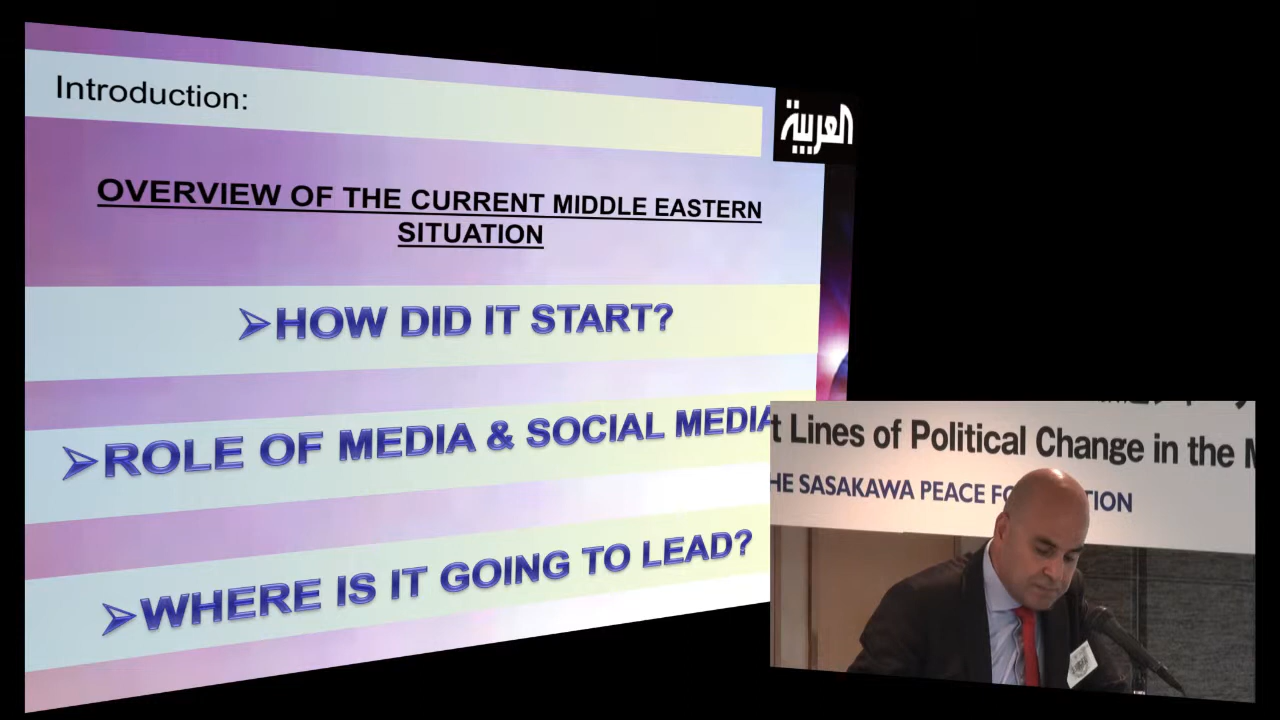 Introduction:
العربية
OVERVIEW OF THE CURRENT MIDDLE EASTERN
SITUATION
➢HOW DID IT START?
➢ROLE OF MEDIA & SOCIAL MEDIA
➢WHERE IS IT GOING TO LEAD?
t Lines of Political Change in the M
HE SASAKAWA PEACE FO TION